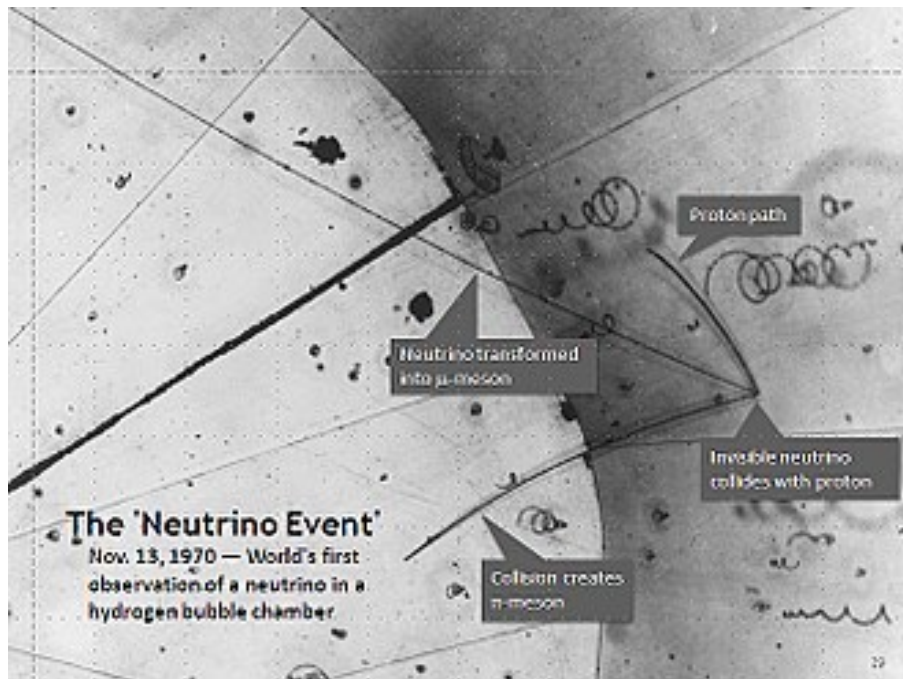 Proton path
Neutrino transformed
into μ-meson
Invisible neutrino
collides with proton
The 'Neutrino Event'
Nov. 13, 1970 — World's first
observation of a neutrino in a
hydrogen bubble chamber
Collision creates
π-meson